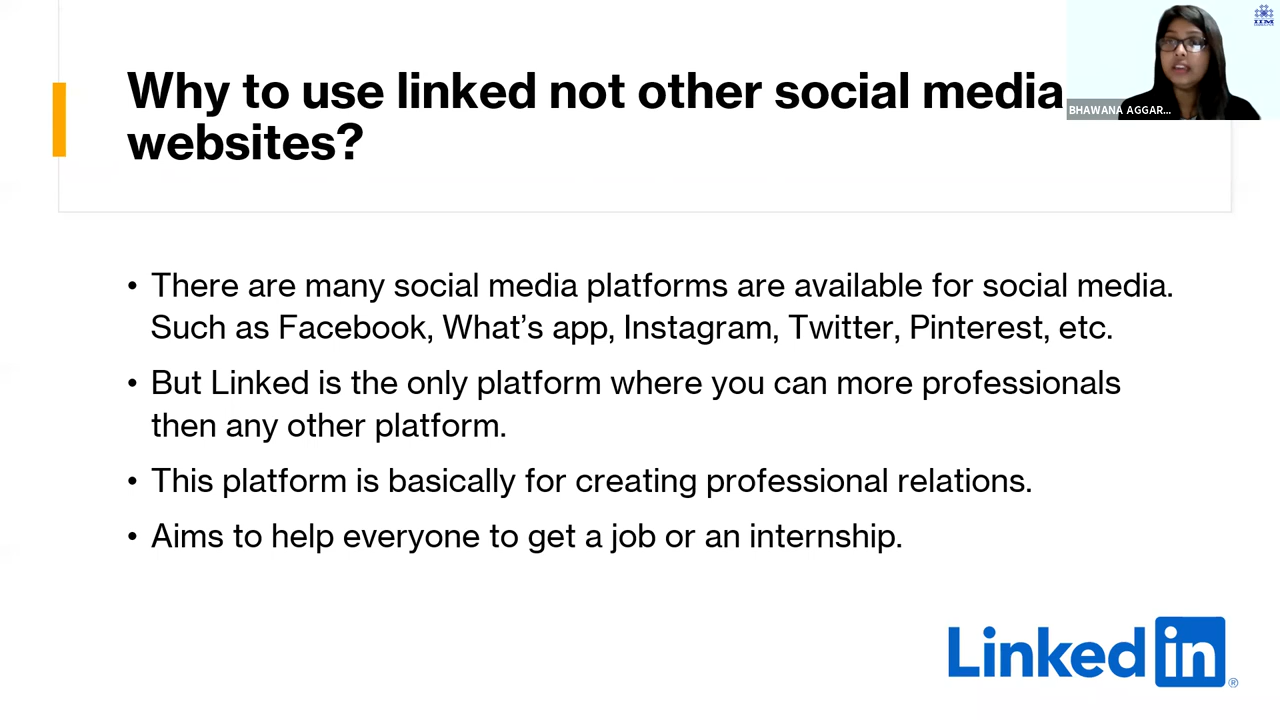 Why to use linked not other social media
websites?
BHAWANA AGGAR...
• There are many social media platforms are available for social media.
Such as Facebook, What’s app, Instagram, Twitter, Pinterest, etc.
• But Linked is the only platform where you can more professionals
then any other platform.
• This platform is basically for creating professional relations.
• Aims to help everyone to get a job or an internship.
Linked in ®